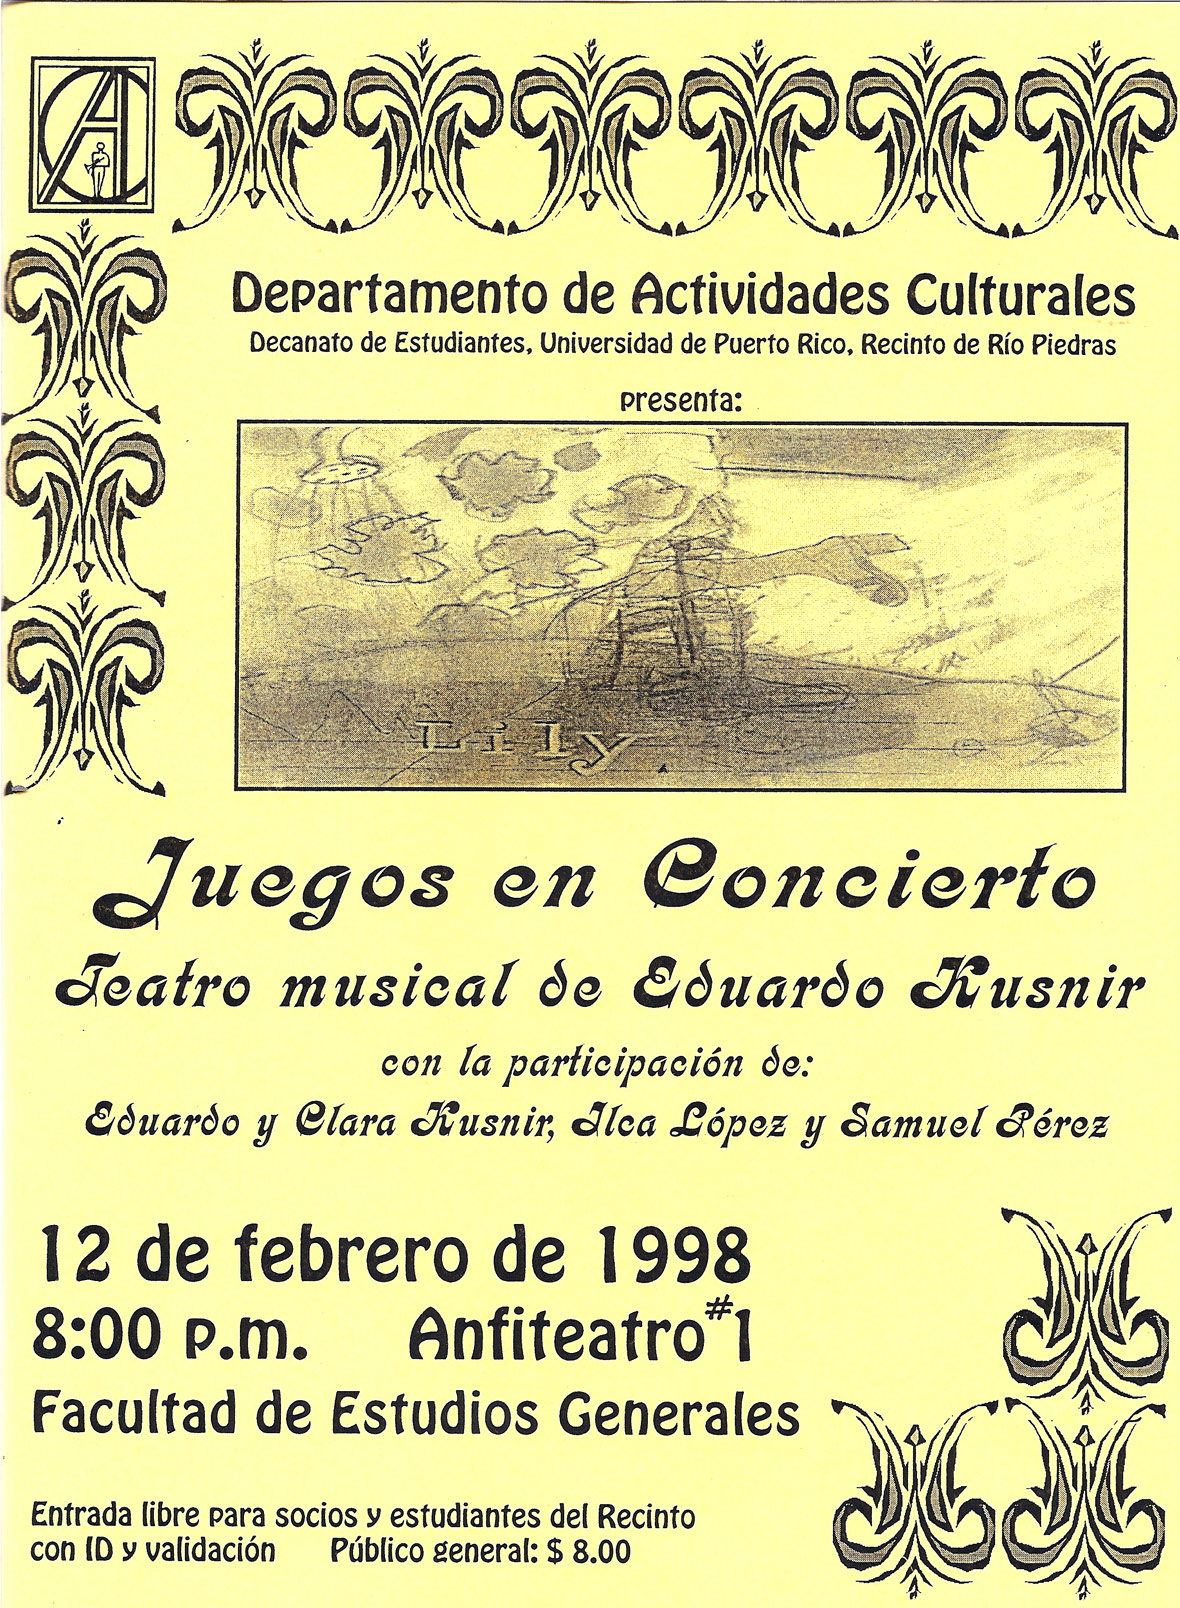 Departamento de Actividades Culturales
Decanato de Estudiantes, Universidad de Puerto Rico, Recinto de Río Piedras
presenta:
Lily
Juegos en Concierto
Teatro musical de Eduardo Kusnir
con la participación de:
Eduardo y Clara Kusnir, Ilca López y Samuel Pérez
12 de febrero de 1998
8:00 p.m. Anfiteatro #1
Facultad de Estudios Generales
Entrada libre para socios y estudiantes del Recinto
con ID y validación Público general: $ 8.00